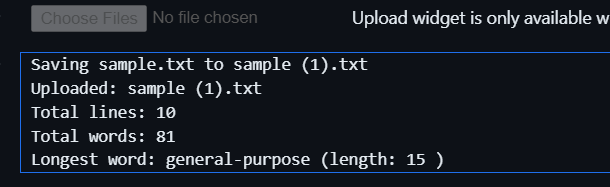 Choose Files No file chosen Upload widget is only available w
Saving sample.txt to sample (1).txt
Uploaded: sample (1).txt
Total lines: 10
Total words: 81
Longest word: general-purpose (length: 15 )